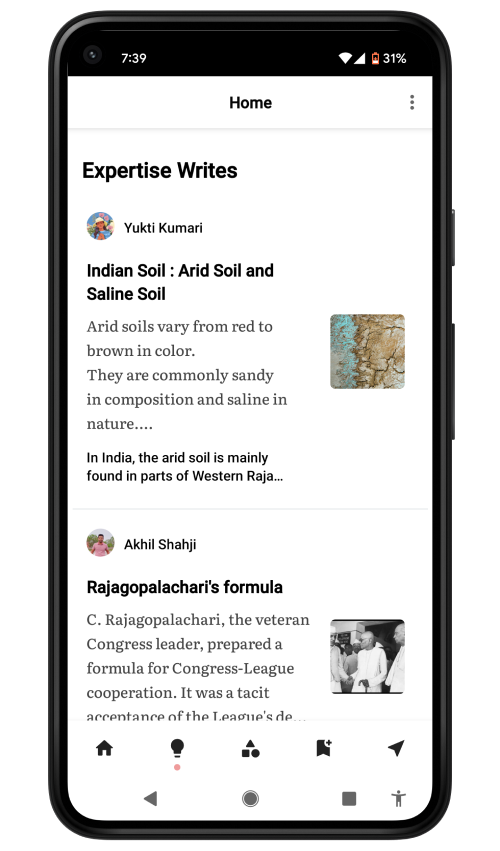 7:39
31%
Home
Expertise Writes
Yukti Kumari
Indian Soil : Arid Soil and
Saline Soil
Arid soils vary from red to
brown in color.
They are commonly sandy
in composition and saline in
nature....
In India, the arid soil is mainly
found in parts of Western Raja...
Akhil Shahji
Rajagopalachari's formula
C. Rajagopalachari, the veteran
Congress leader, prepared a
formula for Congress-League
cooperation. It was a tacit
acceptance of the League's de...